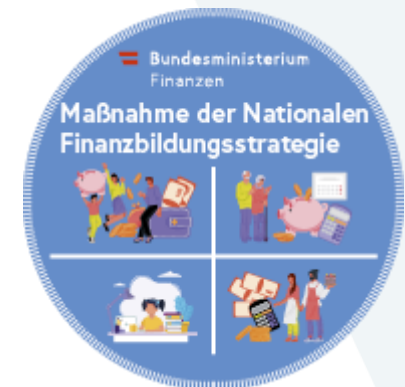 Bundesministerium
Finanzen
Maßnahme der Nationalen
Finanzbildungsstrategie